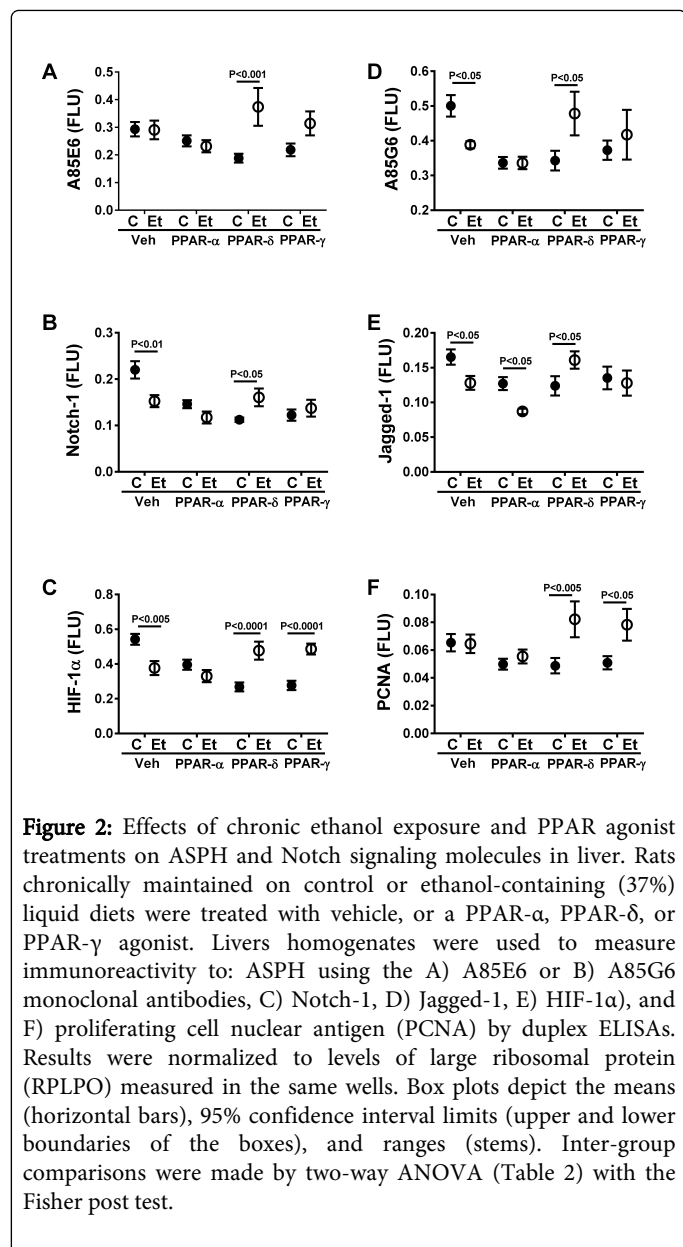 A
A85E6 (FLU)
0.5
0.4
0.3
0.2
0.1
0.0
P<0.001
C Et C Et C Et C Et
Veh PPAR-α PPAR-δ PPAR-γ
D
A85G6 (FLU)
0.6
0.5
0.4
0.3
0.2
P<0.05
P<0.05
C Et C Et C Et C Et
Veh PPAR-α PPAR-δ PPAR-γ
B
Notch-1 (FLU)
0.3
0.2
0.1
0.0
P<0.01
P<0.05
C Et C Et C Et C Et
Veh PPAR-α PPAR-δ PPAR-γ
E
Jagged-1 (FLU)
0.20
0.15
0.10
0.05
0.00
P<0.05
P<0.05
P<0.05
C Et C Et C Et C Et
Veh PPAR-α PPAR-δ PPAR-γ
C
HIF-1α (FLU)
0.8
0.6
0.4
0.2
0.0
P<0.005
P<0.0001
P<0.0001
C Et C Et C Et C Et
Veh PPAR-α PPAR-δ PPAR-γ
F
PCNA (FLU)
0.10
0.08
0.06
0.04
0.02
0.00
P<0.005
P<0.05
C Et C Et C Et C Et
Veh PPAR-α PPAR-δ PPAR-γ
Figure 2: Effects of chronic ethanol exposure and PPAR agonist
treatments on ASPH and Notch signaling molecules in liver. Rats
chronically maintained on control or ethanol-containing (37%)
liquid diets were treated with vehicle, or a PPAR-α, PPAR-δ, or
PPAR-γ agonist. Livers homogenates were used to measure
immunoreactivity to: ASPH using the A) A85E6 or B) A85G6
monoclonal antibodies, C) Notch-1, D) Jagged-1, E) HIF-1α), and
F) proliferating cell nuclear antigen (PCNA) by duplex ELISAs.
Results were normalized to levels of large ribosomal protein
(RPLPO) measured in the same wells. Box plots depict the means
(horizontal bars), 95% confidence interval limits (upper and lower
boundaries of the boxes), and ranges (stems). Inter-group
comparisons were made by two-way ANOVA (Table 2) with the
Fisher post test.